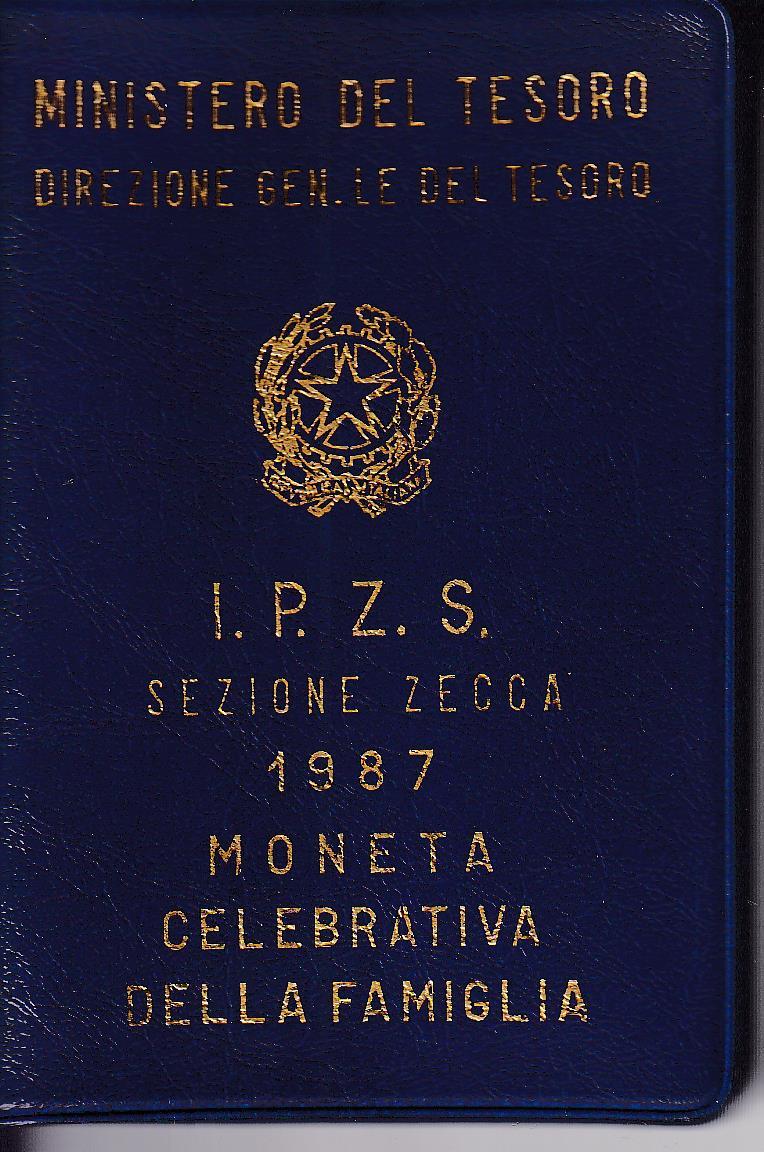 MINISTERO DEL TESORO
DIREZIONE GEN.LE DEL TESORO
I. P. Z. S.
SEZIONE ZECCA
1987
MONETA
CELEBRATIVA
DELLA FAMIGLIA